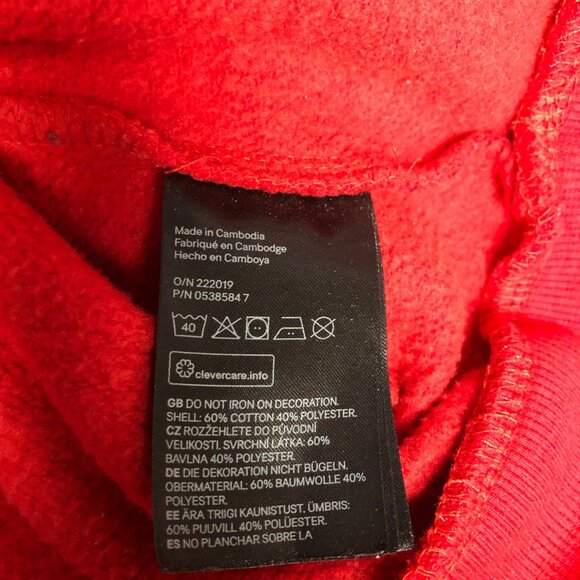 Made in Cambodia
Fabriqué en Cambodge
Hecho en Camboya
O/N 222019
P/N 0538584 7
40
clevercare.info
GB DO NOT IRON ON DECORATION.
SHELL: 60% COTTON 40% POLYESTER.
CZ ROZŽEHLETE DO PŮVODNÍ
VELIKOSTI. SVRCHNÍ LÁTKA: 60%
BAVLNA 40% POLYESTER.
DE DIE DEKORATION NICHT BÜGELN.
OBERMATERIAL: 60% BAUMWOLLE 40%
POLYESTER.
EE ÄRA TRIIGI KAUNISTUST. ÜMBRIS:
60% PUUVILL 40% POLÜESTER.
ES NO PLANCHAR SOBRE LA